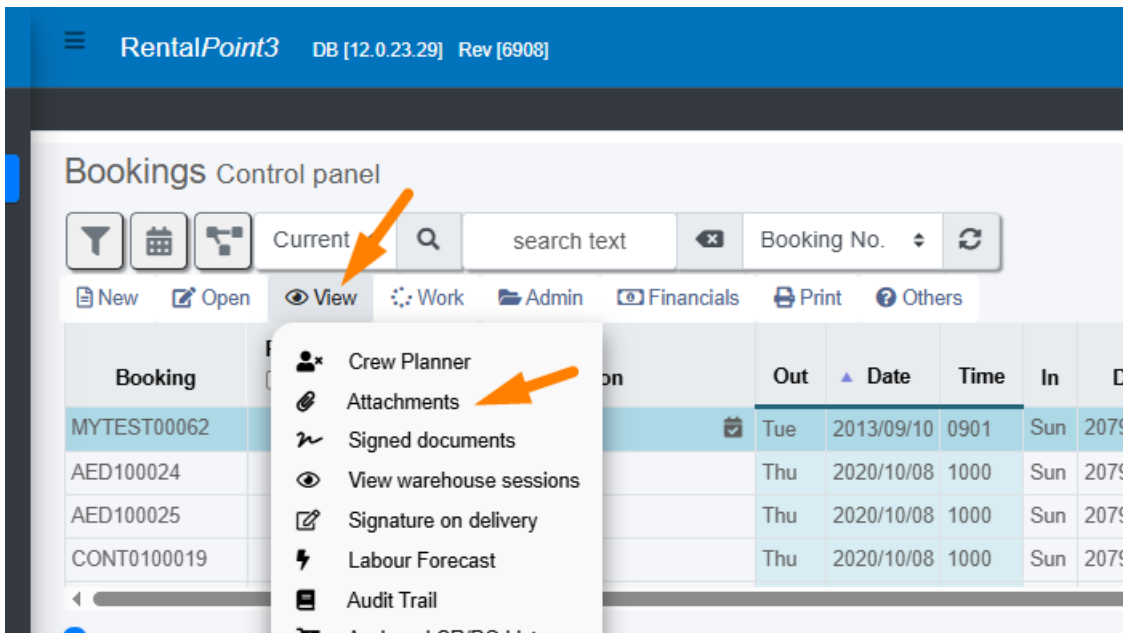 RentalPoint3 DB [12.0.23.29] Rev [6908]
Bookings Control panel
Current search text Booking No.
New Open View Work Admin Financials Print Others
Booking Out Date Time In
MYTEST00062 Tue 2013/09/10 0901 Sun
AED100024 Thu 2020/10/08 1000 Sun
AED100025 Thu 2020/10/08 1000 Sun
CONT0100019 Thu 2020/10/08 1000 Sun
Crew Planner
Attachments
Signed documents
View warehouse sessions
Signature on delivery
Labour Forecast
Audit Trail